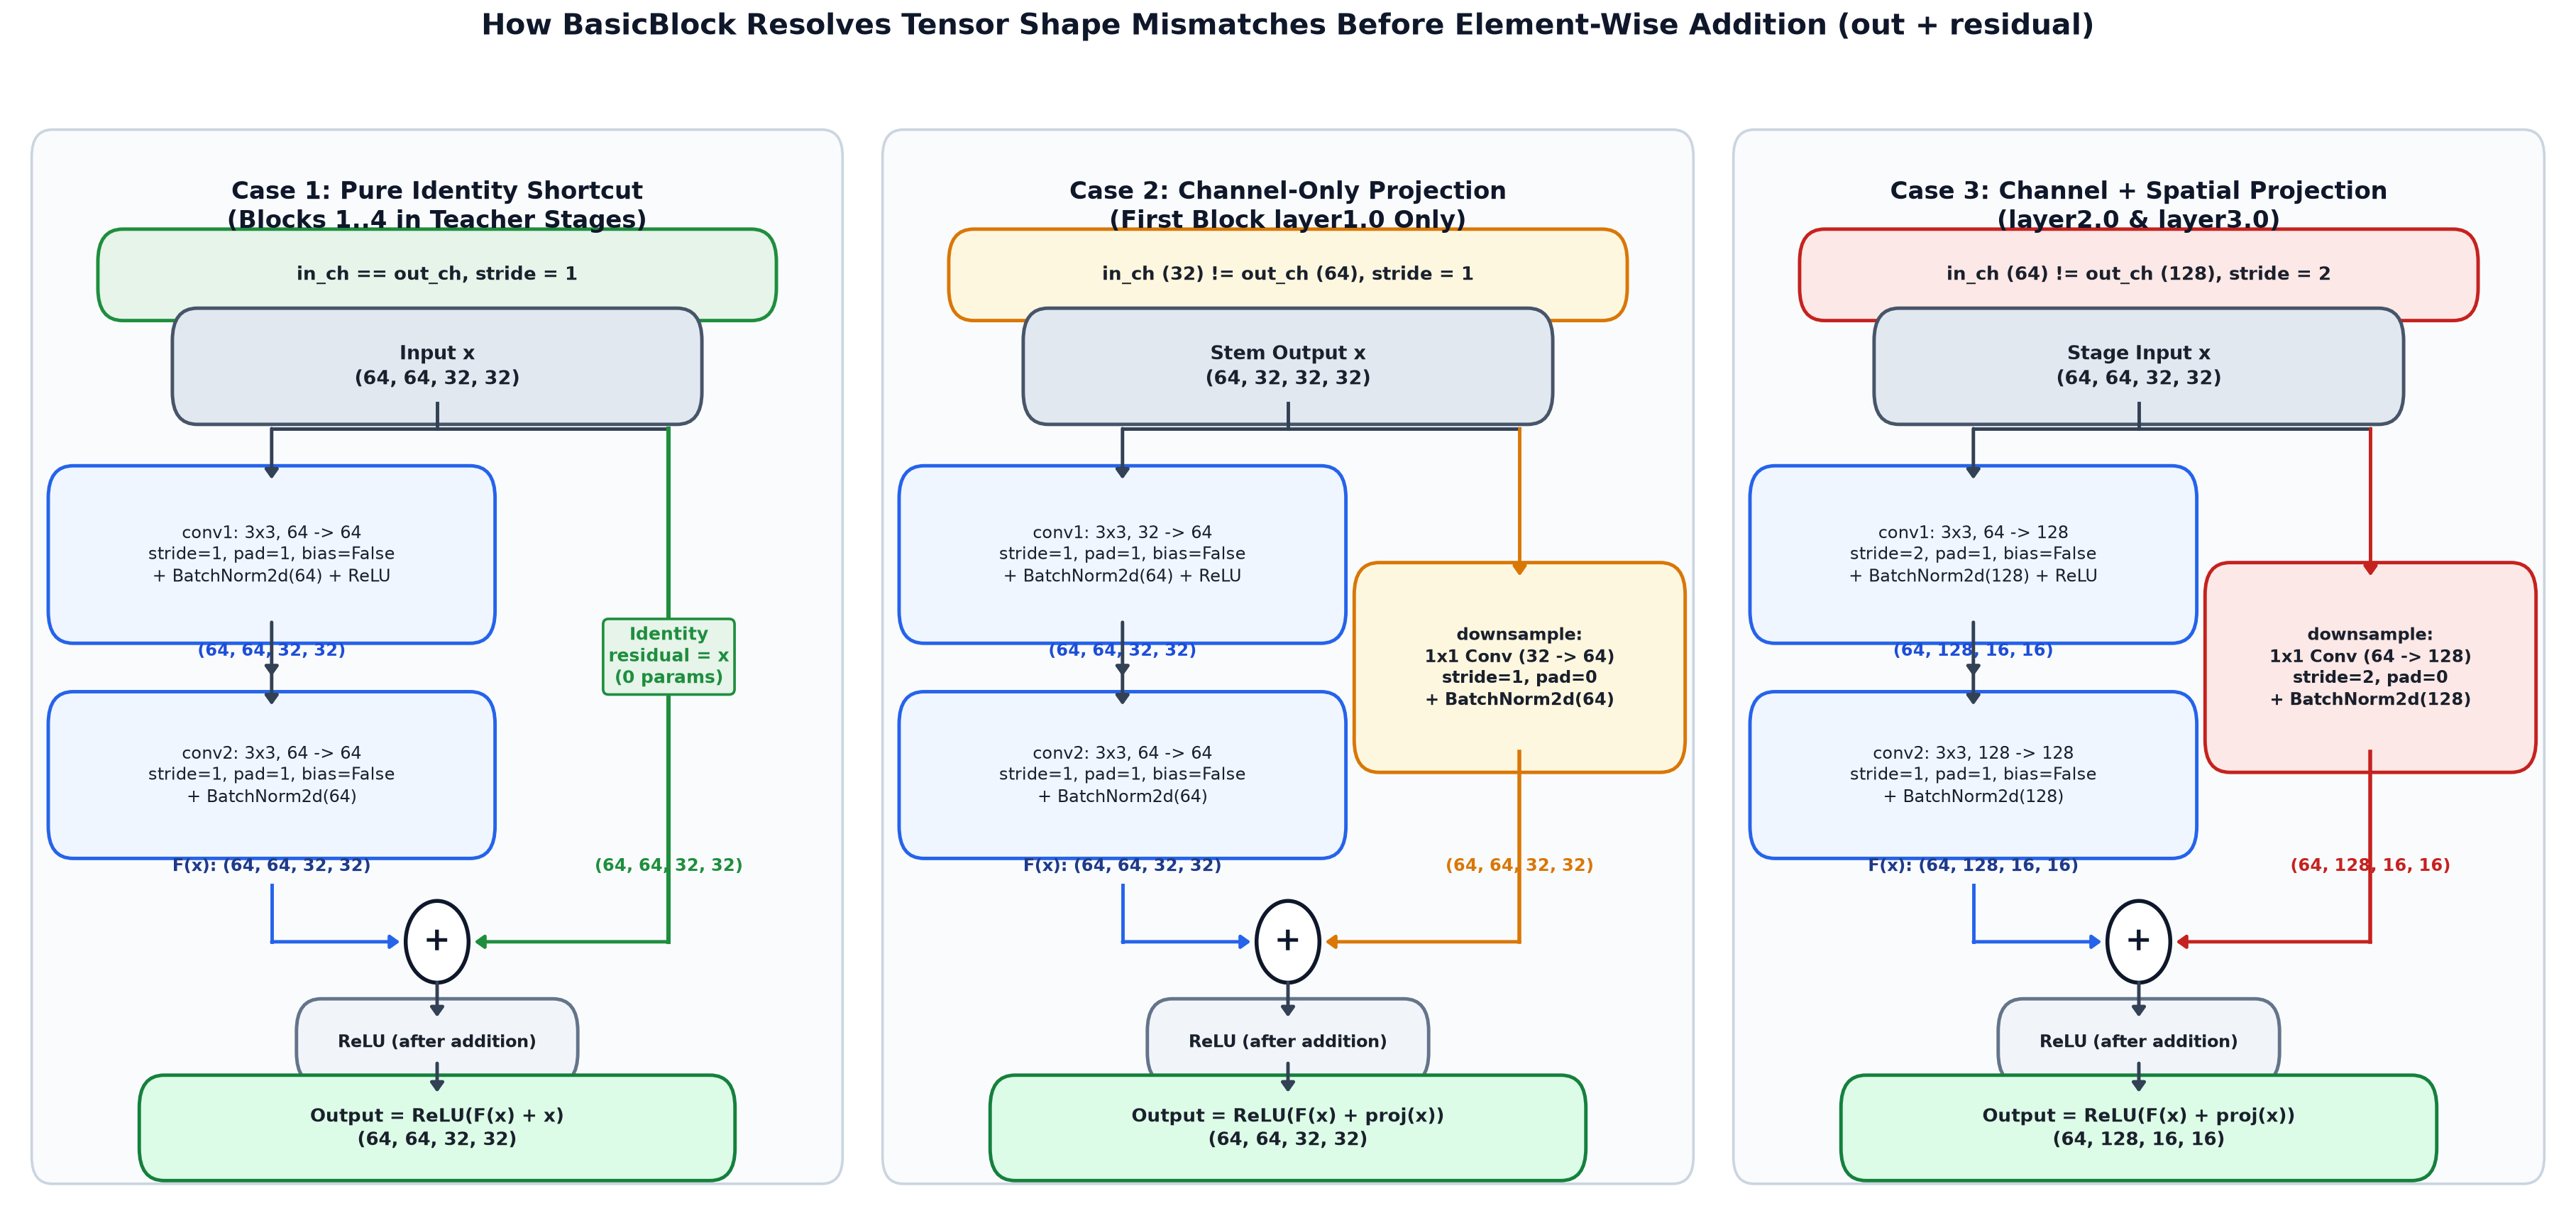 How BasicBlock Resolves Tensor Shape Mismatches Before Element-Wise Addition (out + residual)
Case 1: Pure Identity Shortcut
(Blocks 1..4 in Teacher Stages)
in_ch == out_ch, stride = 1
Input x
(64, 64, 32, 32)
conv1: 3x3, 64 -> 64
stride=1, pad=1, bias=False
+ BatchNorm2d(64) + ReLU
(64, 64, 32, 32)
Identity
residual = x
(0 params)
conv2: 3x3, 64 -> 64
stride=1, pad=1, bias=False
+ BatchNorm2d(64)
F(x): (64, 64, 32, 32)
(64, 64, 32, 32)
+
ReLU (after addition)
Output = ReLU(F(x) + x)
(64, 64, 32, 32)
Case 2: Channel-Only Projection
(First Block layer1.0 Only)
in_ch (32) != out_ch (64), stride = 1
Stem Output x
(64, 32, 32, 32)
conv1: 3x3, 32 -> 64
stride=1, pad=1, bias=False
+ BatchNorm2d(64) + ReLU
(64, 64, 32, 32)
downsample:
1x1 Conv (32 -> 64)
stride=1, pad=0
+ BatchNorm2d(64)
conv2: 3x3, 64 -> 64
stride=1, pad=1, bias=False
+ BatchNorm2d(64)
F(x): (64, 64, 32, 32)
(64, 64, 32, 32)
+
ReLU (after addition)
Output = ReLU(F(x) + proj(x))
(64, 64, 32, 32)
Case 3: Channel + Spatial Projection
(layer2.0 & layer3.0)
in_ch (64) != out_ch (128), stride = 2
Stage Input x
(64, 64, 32, 32)
conv1: 3x3, 64 -> 128
stride=2, pad=1, bias=False
+ BatchNorm2d(128) + ReLU
(64, 128, 16, 16)
downsample:
1x1 Conv (64 -> 128)
stride=2, pad=0
+ BatchNorm2d(128)
conv2: 3x3, 128 -> 128
stride=1, pad=1, bias=False
+ BatchNorm2d(128)
F(x): (64, 128, 16, 16)
(64, 128, 16, 16)
+
ReLU (after addition)
Output = ReLU(F(x) + proj(x))
(64, 128, 16, 16)